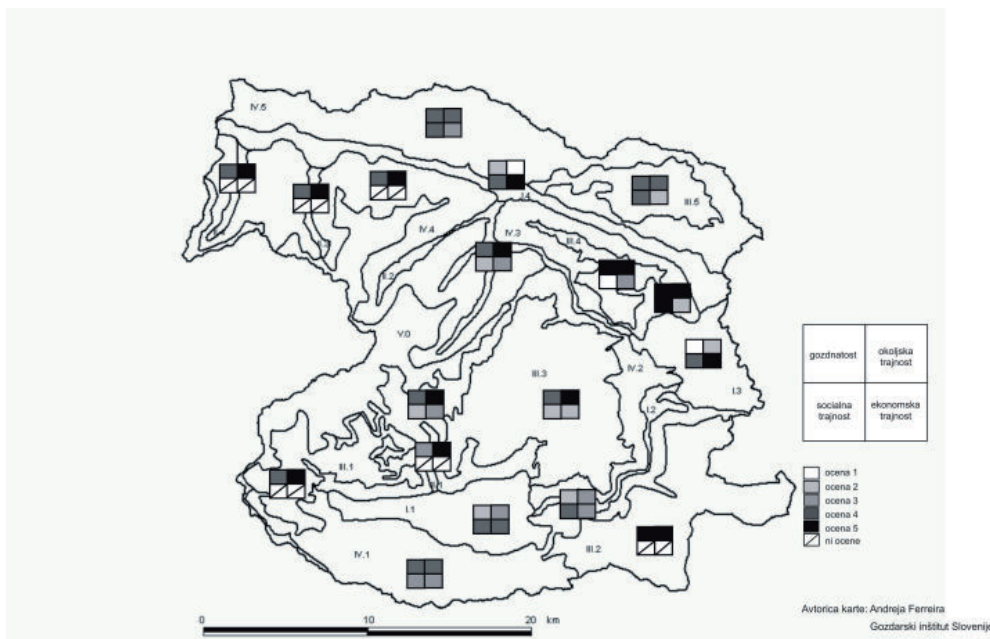 IV.5
I.4
III.5
IV.4
IV.3
III.4
II.2
V.0
III.3
IV.2
I.2
I.3
III.1
I.1
IV.1
III.2
gozdnatost
okoljska
trajnost
socialna
trajnost
ekonomska
trajnost
ocena 1
ocena 2
ocena 3
ocena 4
ocena 5
ni ocene
0 10 20 km
Avtorica karte: Andreja Ferreira
Gozdarski inštitut Slovenije